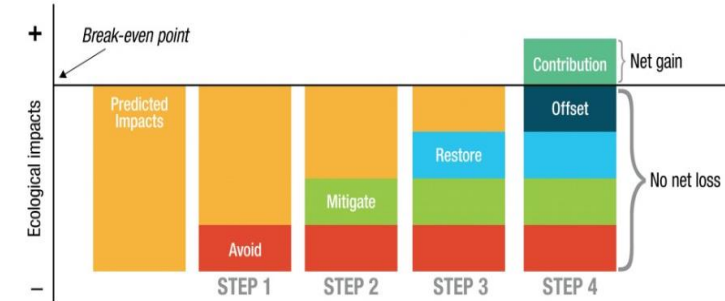 +
Break-even point
Contribution
Net gain
Predicted
Impacts
Offset
Restore
No net loss
Mitigate
Avoid
Ecological impacts
–
STEP 1
STEP 2
STEP 3
STEP 4